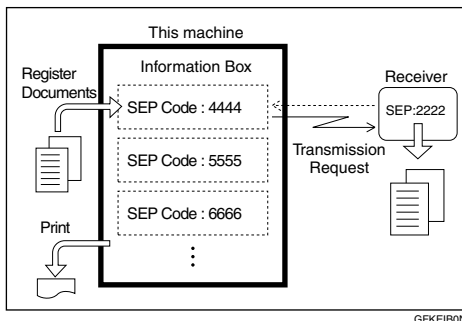 This machine
Information Box
Register
Documents
SEP Code : 4444
SEP Code : 5555
SEP Code : 6666
Print
Receiver
SEP:2222
Transmission
Request
GFKEIB0N